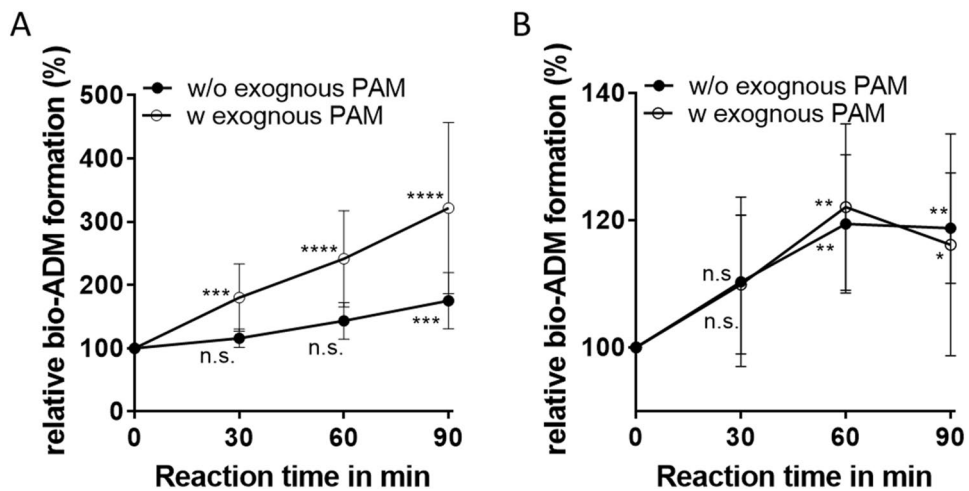 A
relative bio-ADM formation (%)
w/o exognous PAM
w exognous PAM
500
400
300
200
100
0
****
****
***
***
n.s.
n.s.
0 30 60 90
Reaction time in min
B
relative bio-ADM formation (%)
w/o exognous PAM
w exognous PAM
140
120
100
**
**
**
*
n.s
n.s.
0 30 60 90
Reaction time in min